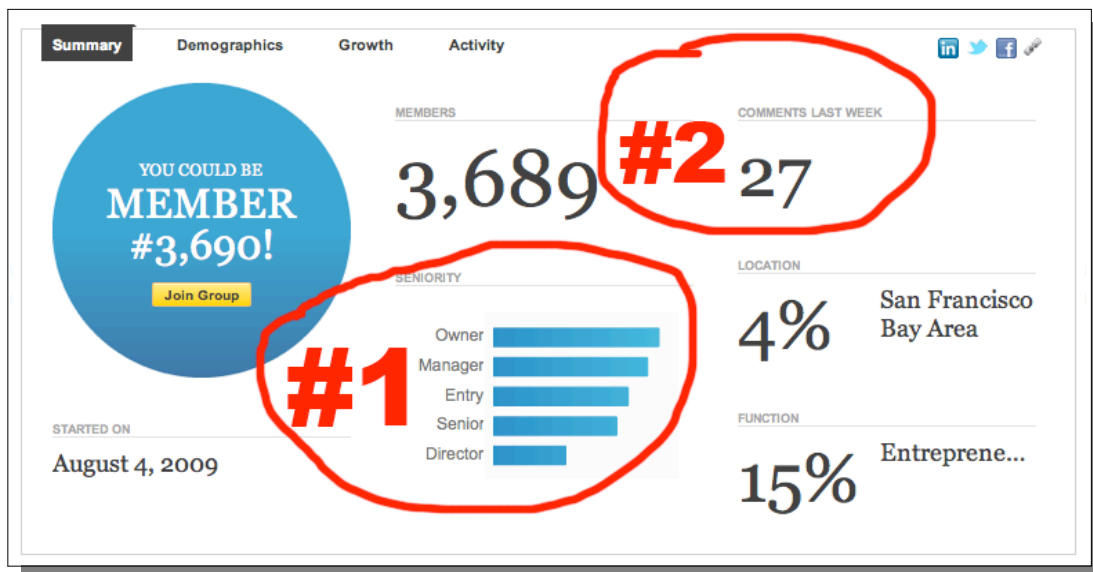 Summary Demographics Growth Activity
in f
YOU COULD BE
MEMBER
#3,690!
Join Group
STARTED ON
August 4, 2009
MEMBERS
3,689
#2
COMMENTS LAST WEEK
27
SENIORITY
#1
Owner
Manager
Entry
Senior
Director
LOCATION
4% San Francisco
Bay Area
FUNCTION
15% Entreprene...